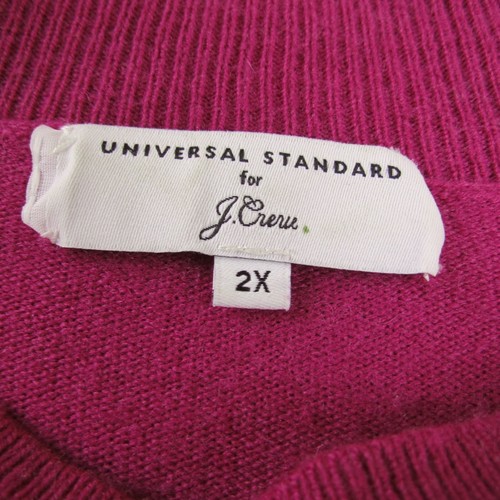 UNIVERSAL STANDARD
for
J.Crew.
2X